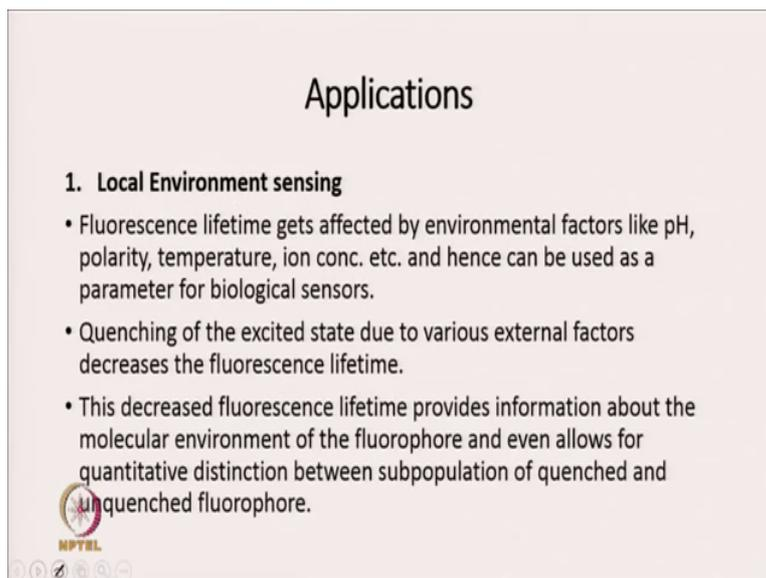 Applications
1. Local Environment sensing
• Fluorescence lifetime gets affected by environmental factors like pH,
polarity, temperature, ion conc. etc. and hence can be used as a
parameter for biological sensors.
• Quenching of the excited state due to various external factors
decreases the fluorescence lifetime.
• This decreased fluorescence lifetime provides information about the
molecular environment of the fluorophore and even allows for
quantitative distinction between subpopulation of quenched and
unquenched fluorophore.
NPTEL